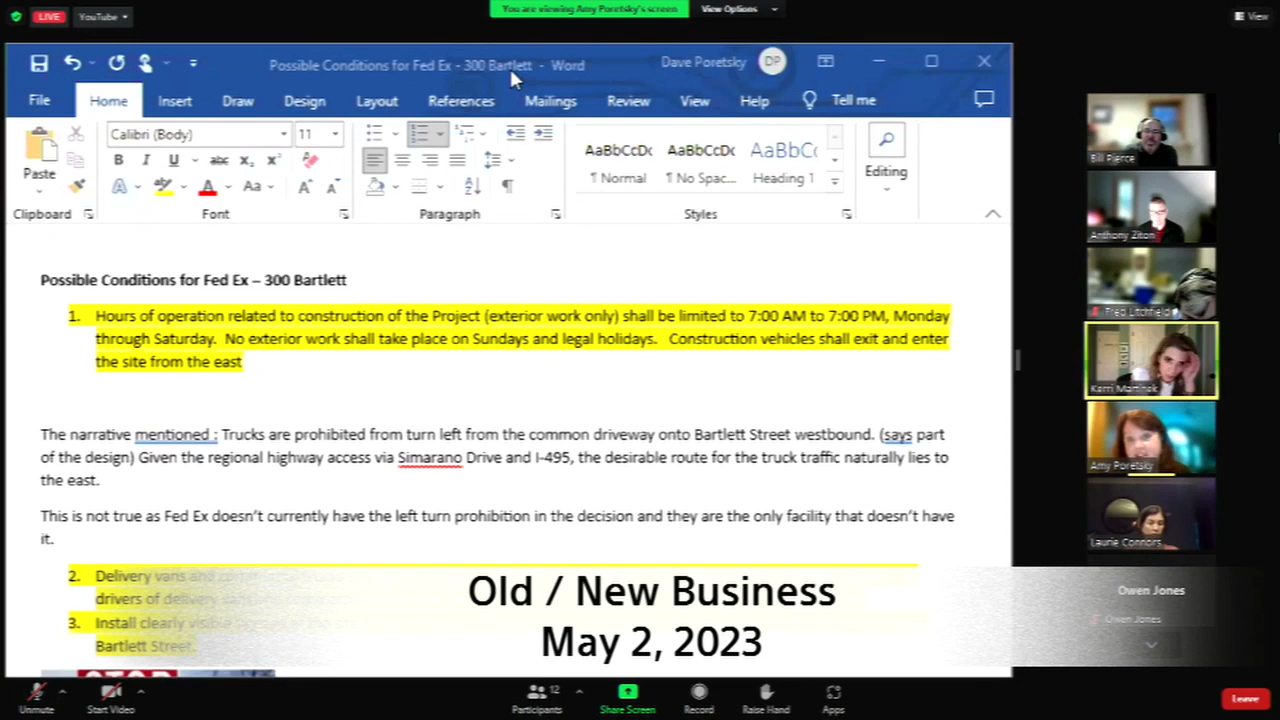 LIVE
YouTube
You are viewing Amy Poretsky's screen
View Options
View
Possible Conditions for Fed Ex - 300 Bartlett - Word
Dave Poretsky
DP
File
Home
Insert
Draw
Design
Layout
References
Mailings
Review
View
Help
Tell me
Paste
Calibri (Body)
11
AaBbCcDc
AaBbCcDc
AaBbCc
Editing
¶ Normal
¶ No Spac...
Heading 1
Clipboard
Font
Paragraph
Styles
Possible Conditions for Fed Ex – 300 Bartlett
1. Hours of operation related to construction of the Project (exterior work only) shall be limited to 7:00 AM to 7:00 PM, Monday
through Saturday. No exterior work shall take place on Sundays and legal holidays. Construction vehicles shall exit and enter
the site from the east
The narrative mentioned : Trucks are prohibited from turn left from the common driveway onto Bartlett Street westbound. (says part
of the design) Given the regional highway access via Simarano Drive and I-495, the desirable route for the truck traffic naturally lies to
the east.
This is not true as Fed Ex doesn't currently have the left turn prohibition in the decision and they are the only facility that doesn't have
it.
2. Delivery vans and
drivers of delivery
3. Install clearly visible
Bartlett Street.
STOP
Bill Pierce
Anthony Ziton
Fred Litchfield
Kerri Martinek
Amy Poretsky
Laurie Connors
Owen Jones
Owen Jones
Old / New Business
May 2, 2023
Unmute
Start Video
Participants
12
Share Screen
Record
Raise Hand
Apps
Leave